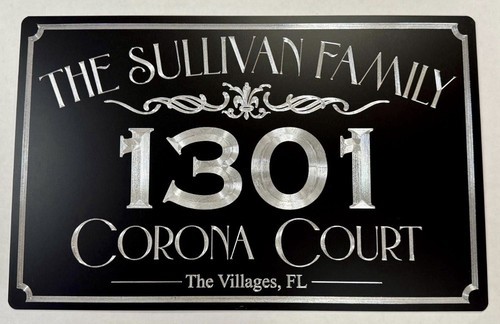 THE SULLIVAN FAMILY
1301
CORONA COURT
The Villages, FL